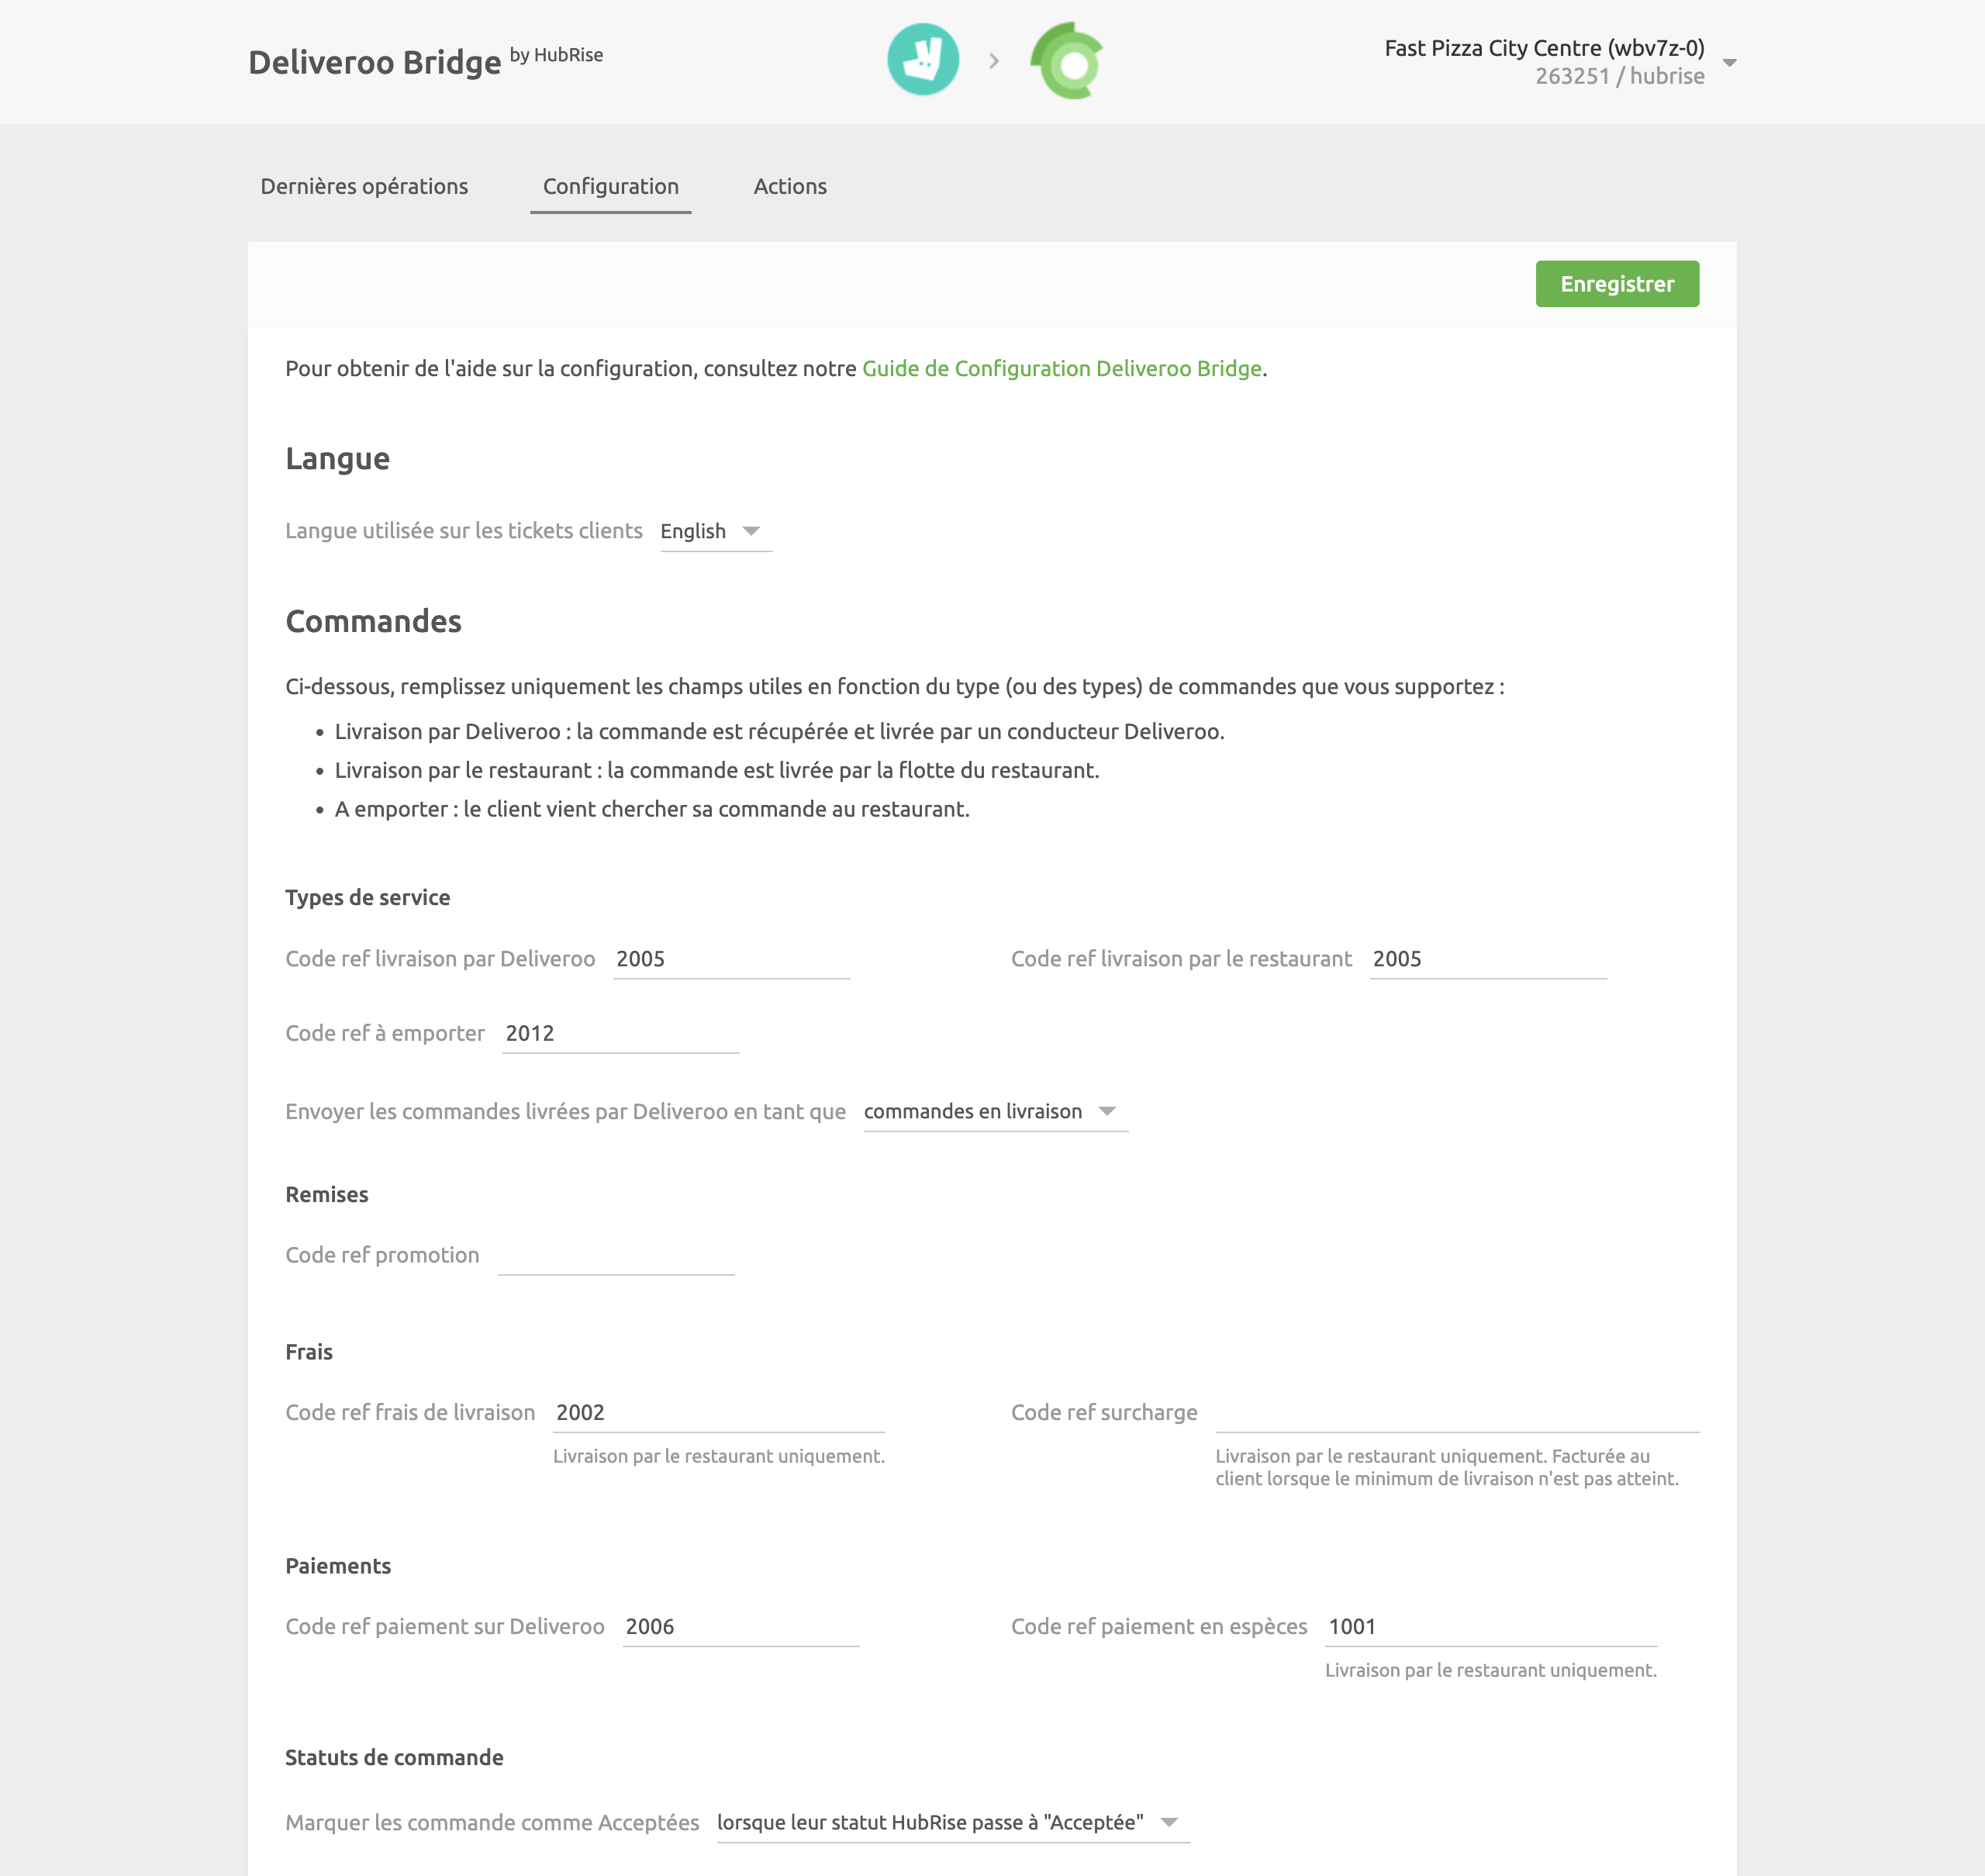 Deliveroo Bridge by HubRise
Fast Pizza City Centre (wbv7z-0)
263251 / hubrise
Dernières opérations
Configuration
Actions
Enregistrer
Pour obtenir de l'aide sur la configuration, consultez notre Guide de Configuration Deliveroo Bridge.
Langue
Langue utilisée sur les tickets clients English
Commandes
Ci-dessous, remplissez uniquement les champs utiles en fonction du type (ou des types) de commandes que vous supportez :
• Livraison par Deliveroo : la commande est récupérée et livrée par un conducteur Deliveroo.
• Livraison par le restaurant : la commande est livrée par la flotte du restaurant.
• A emporter : le client vient chercher sa commande au restaurant.
Types de service
Code ref livraison par Deliveroo 2005
Code ref livraison par le restaurant 2005
Code ref à emporter 2012
Envoyer les commandes livrées par Deliveroo en tant que commandes en livraison
Remises
Code ref promotion
Frais
Code ref frais de livraison 2002
Livraison par le restaurant uniquement.
Code ref surcharge
Livraison par le restaurant uniquement. Facturée au
client lorsque le minimum de livraison n'est pas atteint.
Paiements
Code ref paiement sur Deliveroo 2006
Code ref paiement en espèces 1001
Livraison par le restaurant uniquement.
Statuts de commande
Marquer les commande comme Acceptées lorsque leur statut HubRise passe à "Acceptée"